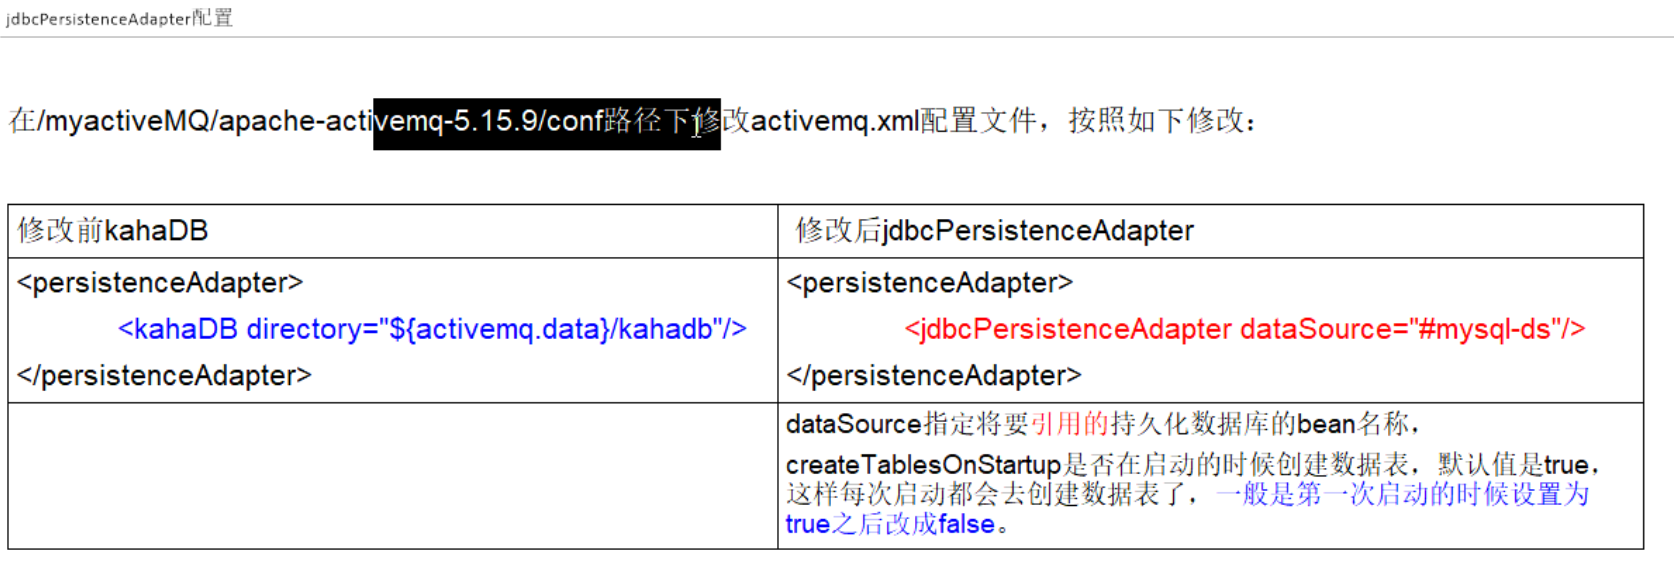 jdbcPersistenceAdapter配置
在/myactiveMQ/apache-activemq-5.15.9/conf路径下修改activemq.xml配置文件，按照如下修改：
修改前kahaDB
修改后jdbcPersistenceAdapter
<persistenceAdapter>
<kahaDB directory="${activemq.data}/kahadb"/>
</persistenceAdapter>
<persistenceAdapter>
<jdbcPersistenceAdapter dataSource="#mysql-ds"/>
</persistenceAdapter>
dataSource指定将要引用的持久化数据库的bean名称，
createTablesOnStartup是否在启动的时候创建数据表，默认值是true，
这样每次启动都会去创建数据表了，一般是第一次启动的时候设置为
true之后改成false。